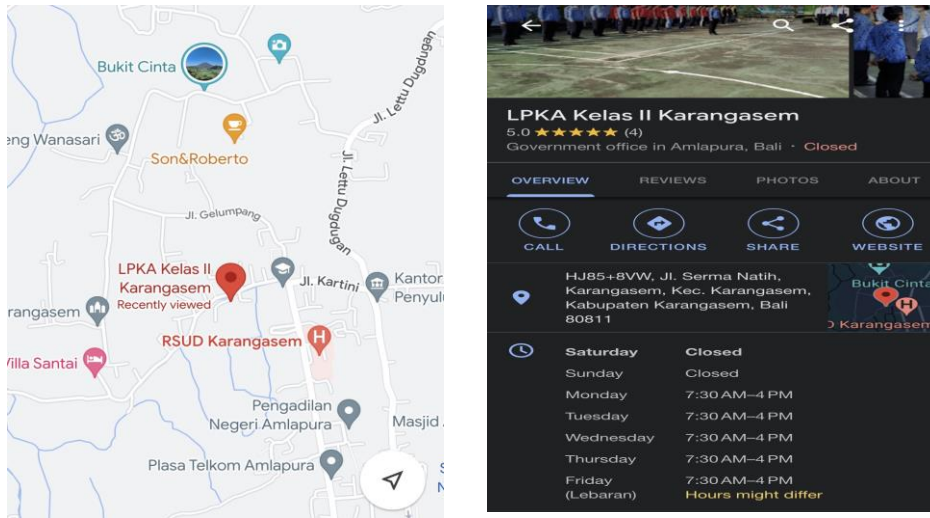 Bukit Cinta
Jl. Lettu Dugdugan
eng Wanasari
Son&Roberto
Jl. Lettu Dugdugan
Jl. Gelumpang
LPKA Kelas II
Karangasem
Recently viewed
Jl. Kartini
Kantor
Penyulu
rangasem
RSUD Karangasem
H
Villa Santai
Pengadilan
Negeri Amlapura
Masjid
Plasa Telkom Amlapura
LPKA Kelas II Karangasem
5.0 ★★★★★ (4)
Government office in Amlapura, Bali · Closed
OVERVIEW REVIEWS PHOTOS ABOUT
CALL DIRECTIONS SHARE WEBSITE
HJ85+8VW, Jl. Serma Natih,
Karangasem, Kec. Karangasem,
Kabupaten Karangasem, Bali
80811
Bukit Cinta
H
Karangasem
Saturday Closed
Sunday Closed
Monday 7:30 AM–4 PM
Tuesday 7:30 AM–4 PM
Wednesday 7:30 AM–4 PM
Thursday 7:30 AM–4 PM
Friday 7:30 AM–4 PM
(Lebaran) Hours might differ